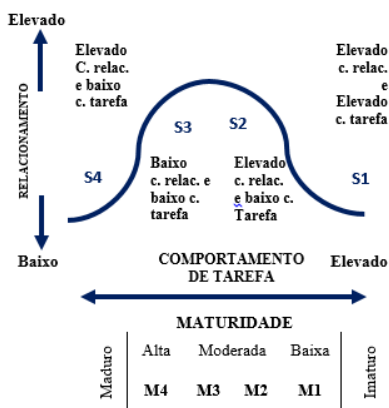 Elevado
RELACIONAMENTO
Baixo
Elevado
C. relac.
e baixo
c. tarefa
Elevado
c. relac.
e
Elevado
c. tarefa
S3
S2
S4
S1
Baixo
c. relac. e
baixo c.
tarefa
Elevado
c. relac.
e baixo c.
Tarefa
COMPORTAMENTO
DE TAREFA
Elevado
MATURIDADE
Maduro
Alta Moderada Baixa
M4 M3 M2 M1
Imaturo